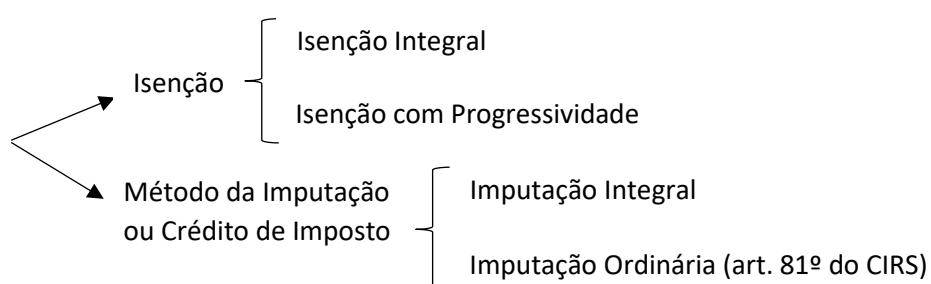 Isenção Integral
Isenção
Isenção com Progressividade
Método da Imputação
ou Crédito de Imposto
Imputação Integral
Imputação Ordinária (art. 81º do CIRS)